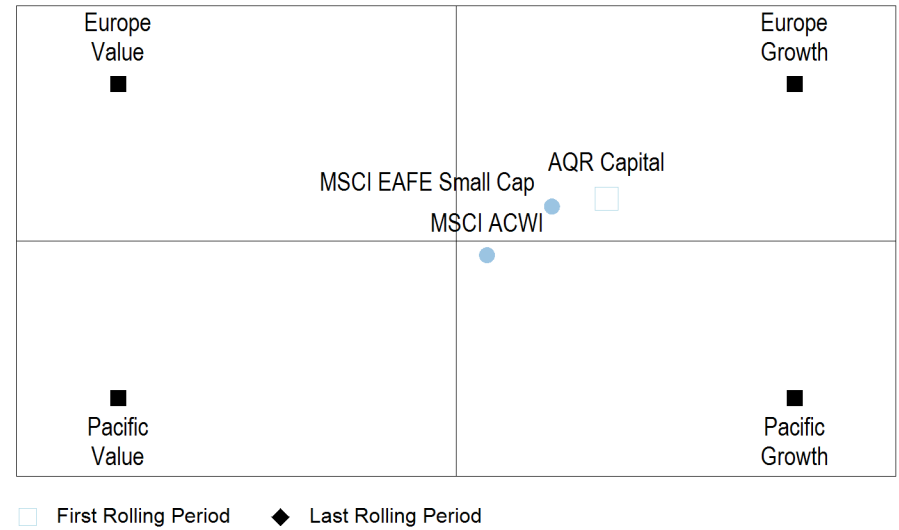 Europe
Value
Europe
Growth
AQR Capital
MSCI EAFE Small Cap
MSCI ACWI
Pacific
Value
Pacific
Growth
First Rolling Period
Last Rolling Period